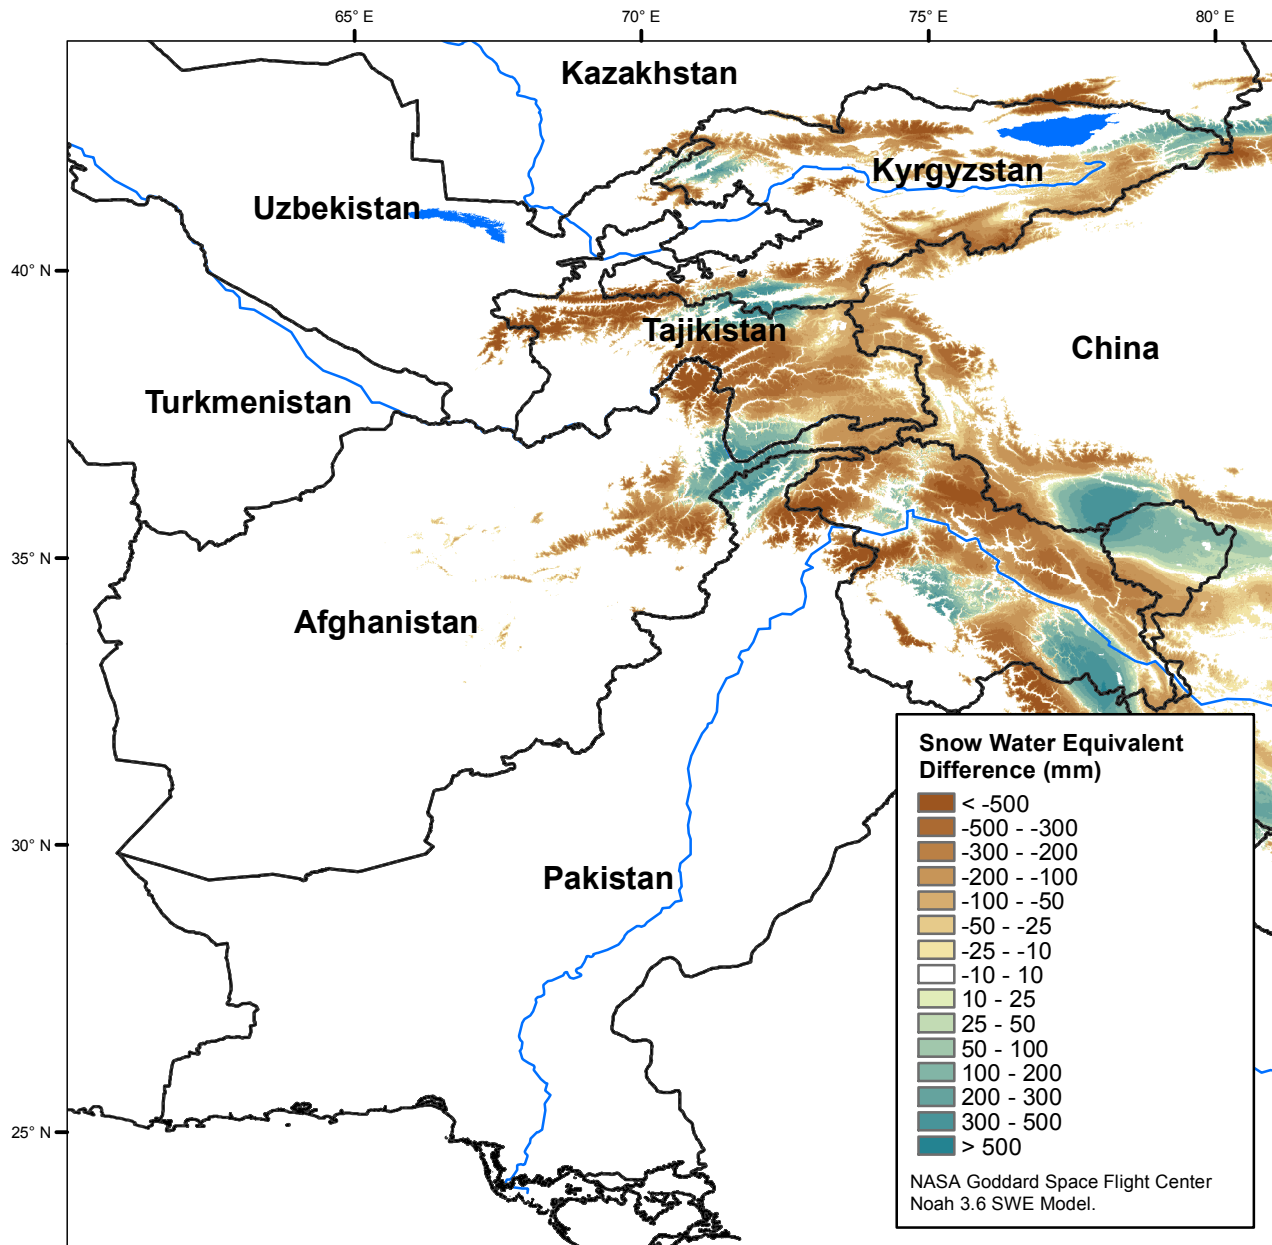 65° E
70° E
75° E
80° E
Kazakhstan
Kyrgyzstan
Uzbekistan
40° N
Tajikistan
China
Turkmenistan
35° N
Afghanistan
30° N
Pakistan
25° N
Snow Water Equivalent
Difference (mm)
< -500
-500 - -300
-300 - -200
-200 - -100
-100 - -50
-50 - -25
-25 - -10
-10 - 10
10 - 25
25 - 50
50 - 100
100 - 200
200 - 300
300 - 500
> 500
NASA Goddard Space Flight Center
Noah 3.6 SWE Model.